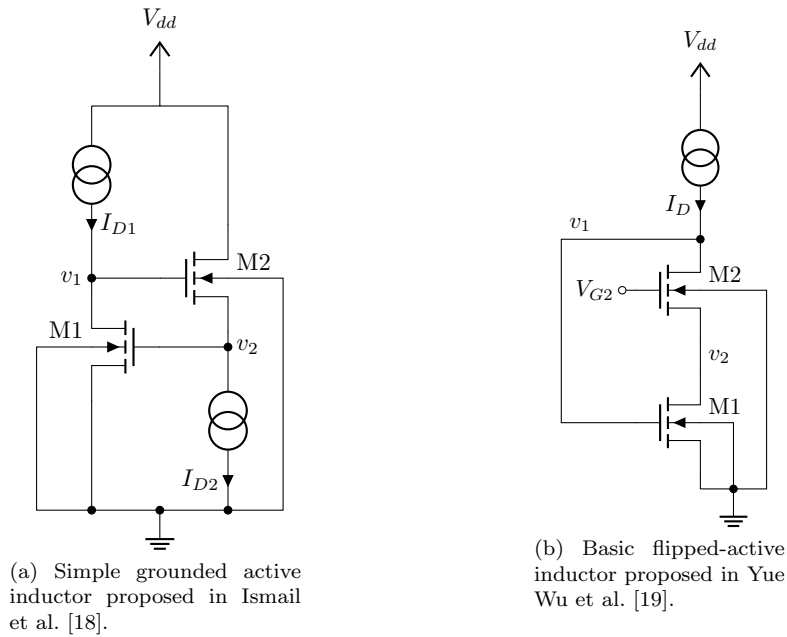 V_dd
I_D1
v_1
M2
M1
v_2
I_D2
(a) Simple grounded active
inductor proposed in Ismail
et al. [18].
V_dd
I_D
v_1
M2
V_G2
v_2
M1
(b) Basic flipped-active
inductor proposed in Yue
Wu et al. [19].